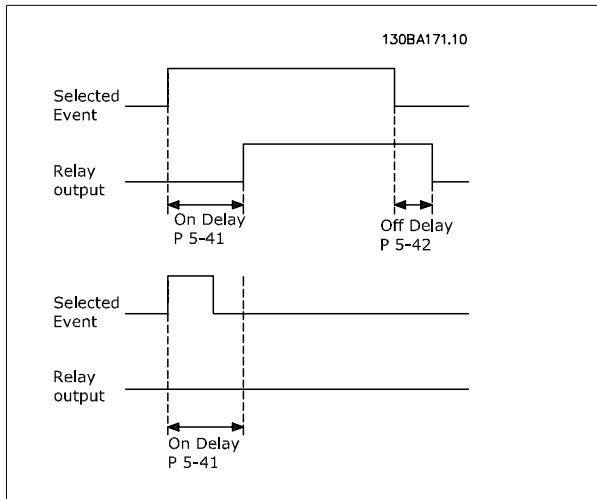 130BA171.10
Selected
Event
Relay
output
On Delay
P 5-41
Off Delay
P 5-42
Selected
Event
Relay
output
On Delay
P 5-41